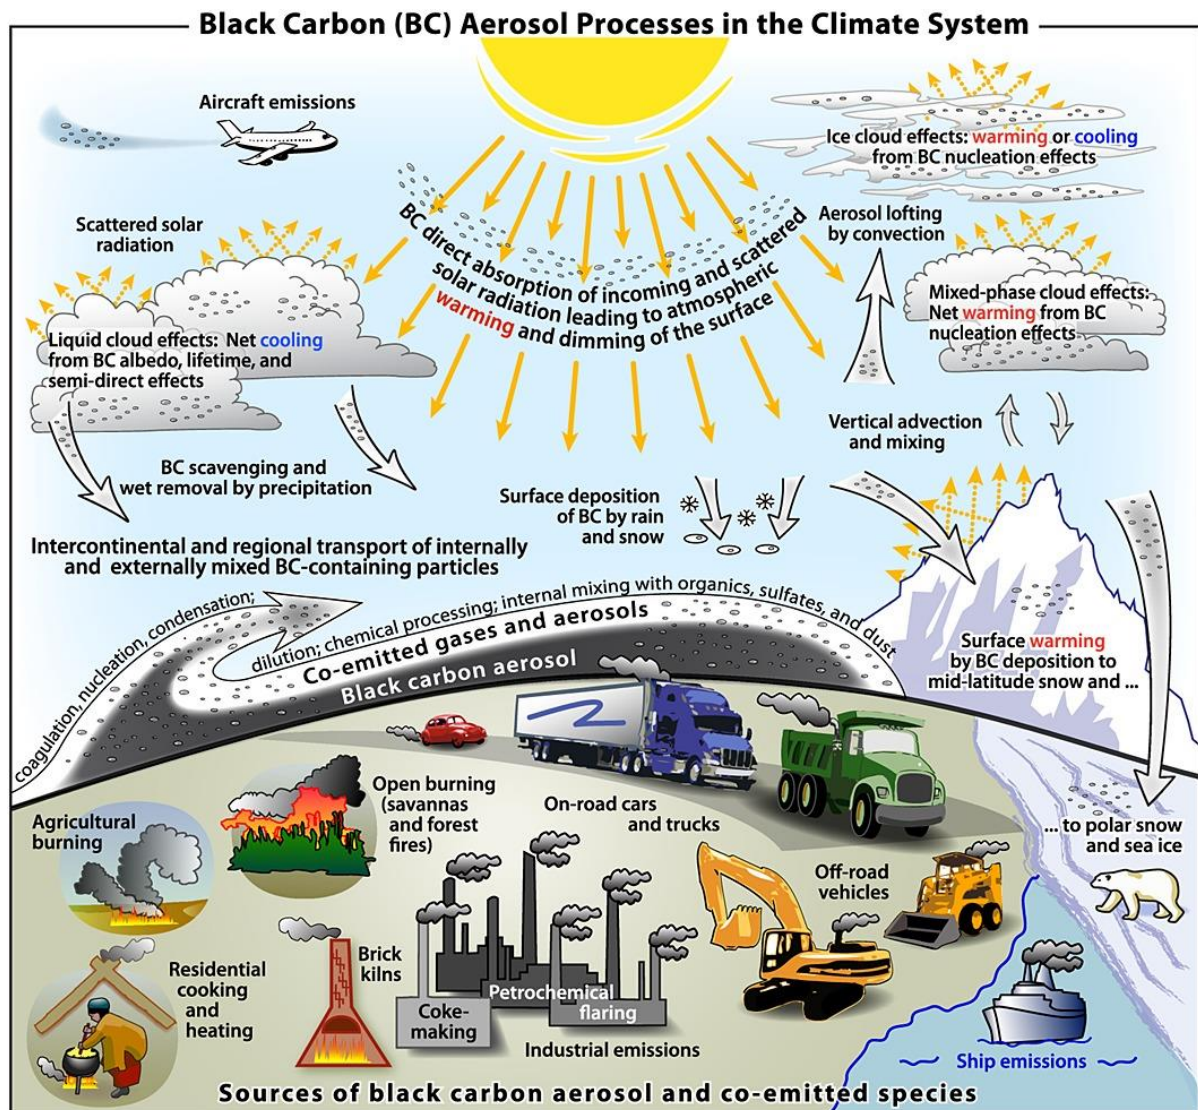 Black Carbon (BC) Aerosol Processes in the Climate System
Aircraft emissions
Ice cloud effects: warming or cooling
from BC nucleation effects
Scattered solar
radiation
BC direct absorption of incoming and scattered
solar radiation leading to atmospheric
warming and dimming of the surface
Aerosol lofting
by convection
Liquid cloud effects: Net cooling
from BC albedo, lifetime, and
semi-direct effects
Mixed-phase cloud effects:
Net warming from BC
nucleation effects
Vertical advection
and mixing
BC scavenging and
wet removal by precipitation
Surface deposition
of BC by rain
and snow
Intercontinental and regional transport of internally
and externally mixed BC-containing particles
coagulation, nucleation, condensation;
dilution; chemical processing; internal mixing with organics, sulfates, and dust
Co-emitted gases and aerosols
Black carbon aerosol
Surface warming
by BC deposition to
mid-latitude snow and ...
... to polar snow
and sea ice
Agricultural
burning
Open burning
(savannas
and forest
fires)
On-road cars
and trucks
Off-road
vehicles
Residential
cooking
and
heating
Brick
kilns
Coke-
making
Petrochemical
flaring
Industrial emissions
Ship emissions
Sources of black carbon aerosol and co-emitted species